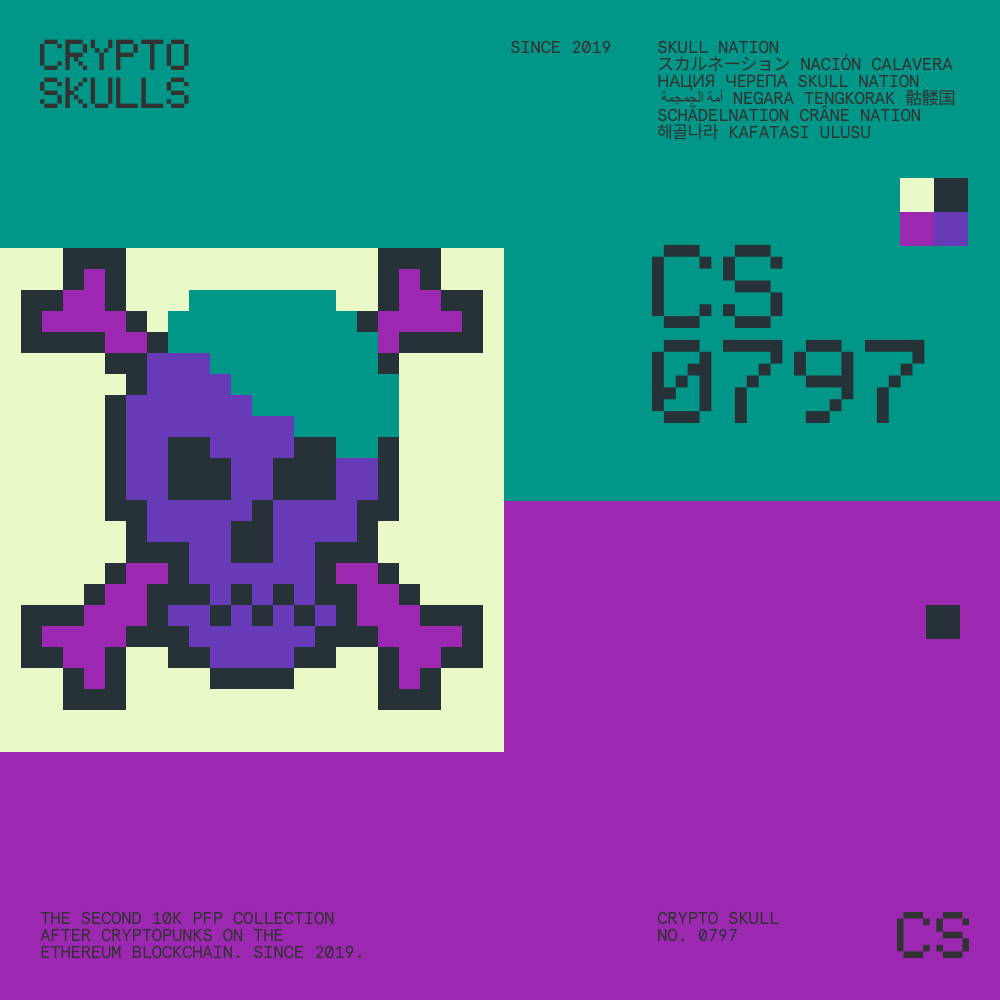 CRYPTO
SKULLS
SINCE 2019
SKULL NATION
スカルネーション NACIÓN CALAVERA
НАЦИЯ ЧЕРЕПА SKULL NATION
أمة الجمجمة NEGARA TENGKORAK 骷髅国
SCHÄDELNATION CRÂNE NATION
해골나라 KAFATASI ULUSU
CS
0797
THE SECOND 10K PFP COLLECTION
AFTER CRYPTOPUNKS ON THE
ETHEREUM BLOCKCHAIN. SINCE 2019.
CRYPTO SKULL
NO. 0797
CS